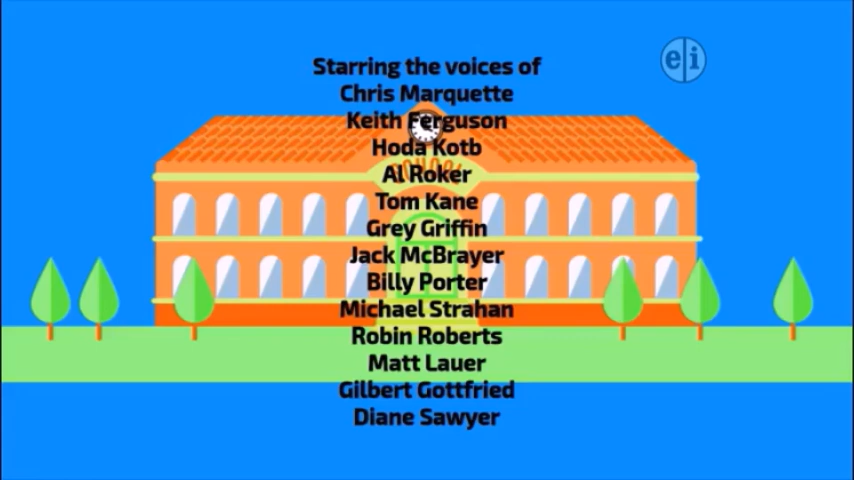 Starring the voices of
e/i
Chris Marquette
Keith Ferguson
Hoda Kotb
SCHOOL
Al Roker
Tom Kane
Grey Griffin
Jack McBrayer
Billy Porter
Michael Strahan
Robin Roberts
Matt Lauer
Gilbert Gottfried
Diane Sawyer